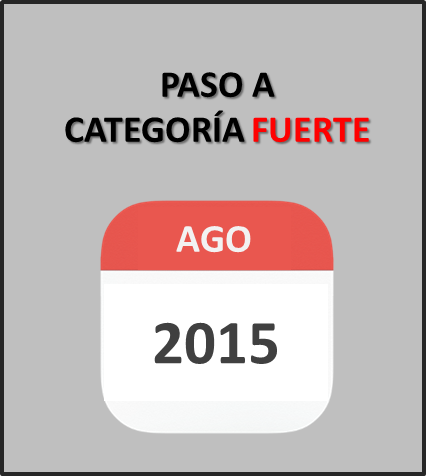 PASO A
CATEGORÍA FUERTE
AGO
2015